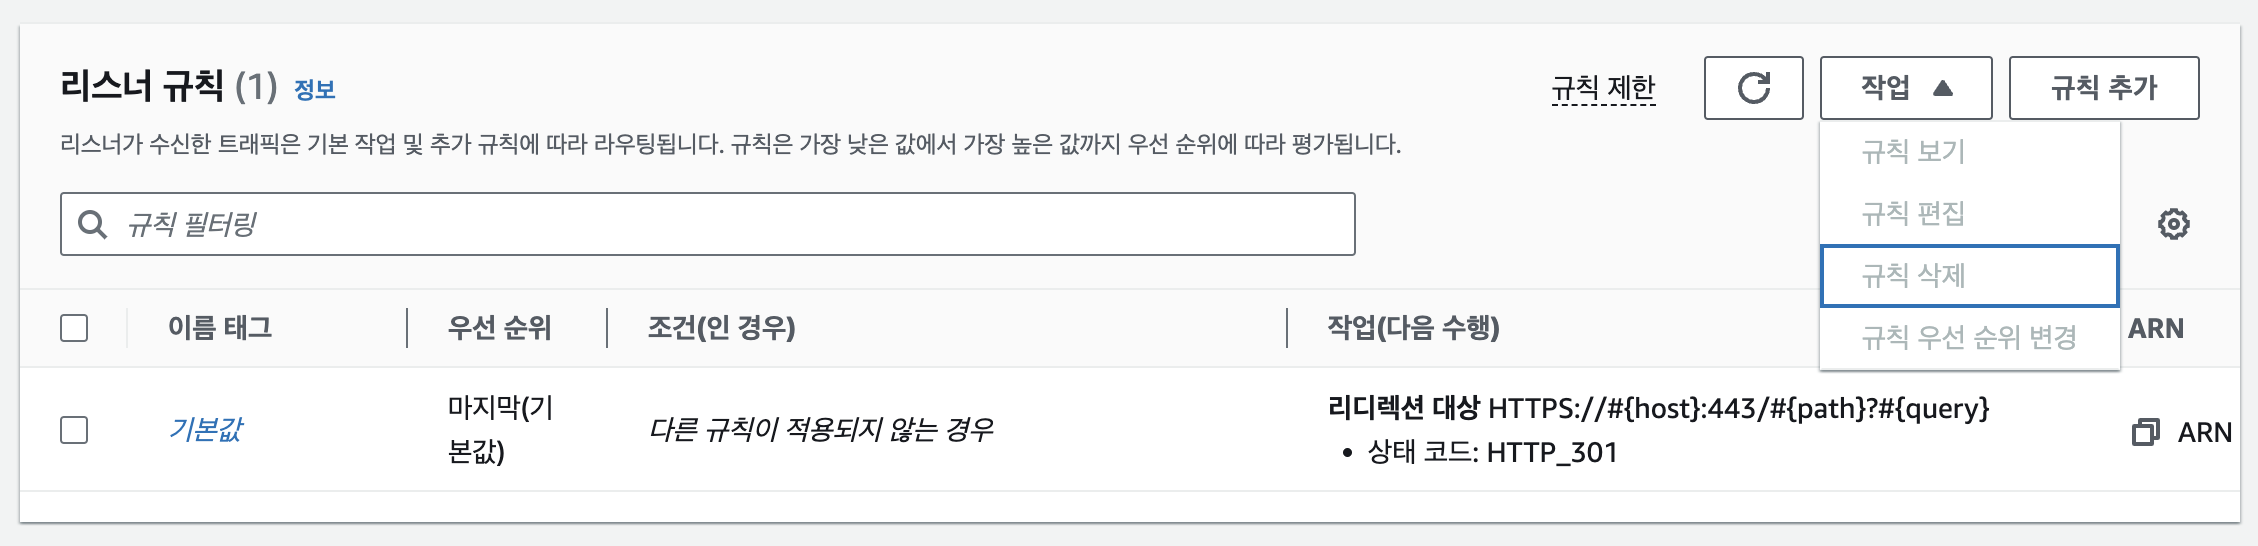 리스너 규칙 (1) 정보
규칙 제한
작업
규칙 추가
리스너가 수신한 트래픽은 기본 작업 및 추가 규칙에 따라 라우팅됩니다. 규칙은 가장 낮은 값에서 가장 높은 값까지 우선 순위에 따라 평가됩니다.
규칙 보기
규칙 편집
규칙 삭제
규칙 우선 순위 변경
규칙 필터링
이름 태그
우선 순위
조건(인 경우)
작업(다음 수행)
ARN
기본값
마지막(기
본값)
다른 규칙이 적용되지 않는 경우
리디렉션 대상 HTTPS://#{host}:443/#{path}?#{query}
• 상태 코드: HTTP_301
ARN